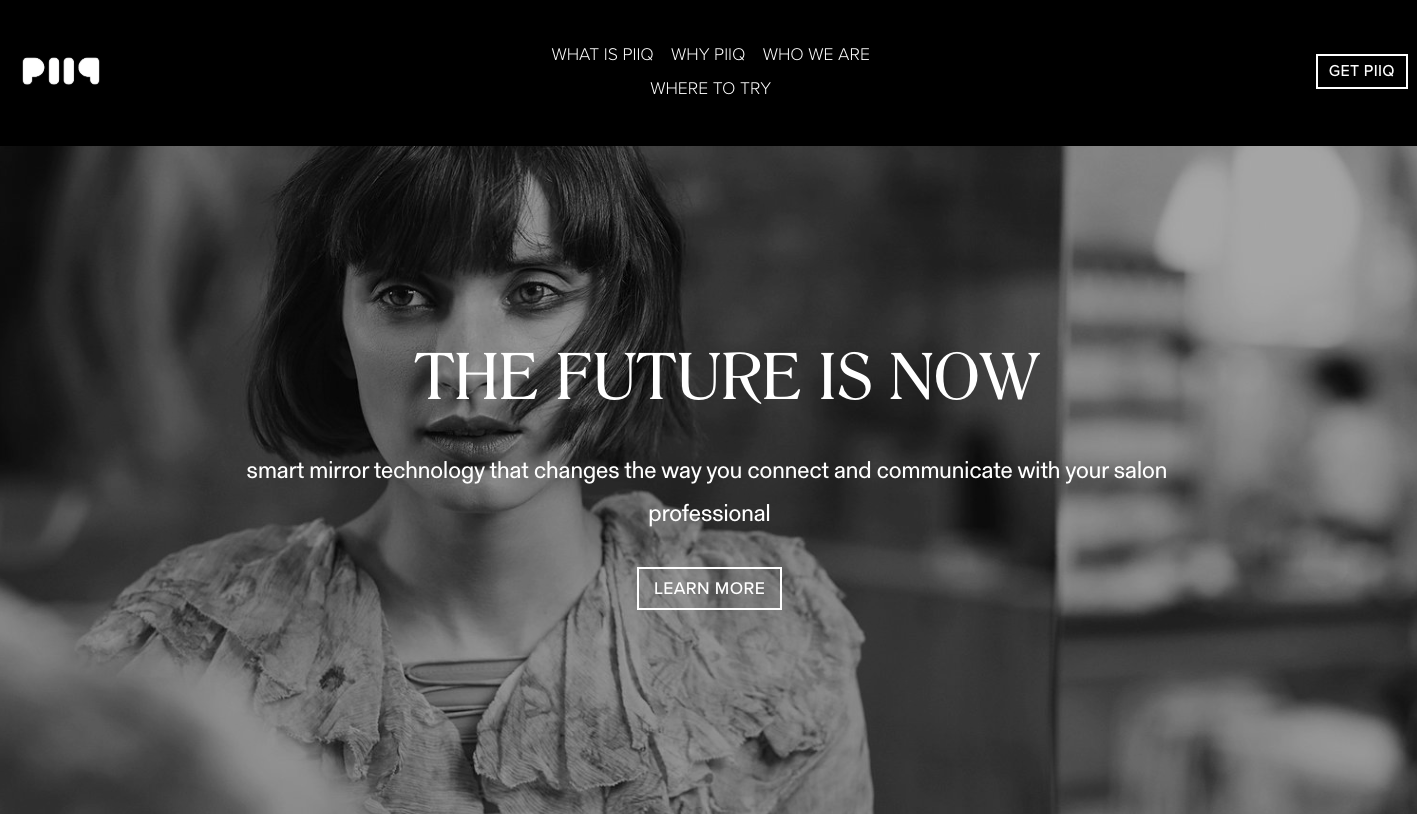 PIIQ
WHAT IS PIIQ WHY PIIQ WHO WE ARE
WHERE TO TRY
GET PIIQ
THE FUTURE IS NOW
smart mirror technology that changes the way you connect and communicate with your salon
professional
LEARN MORE